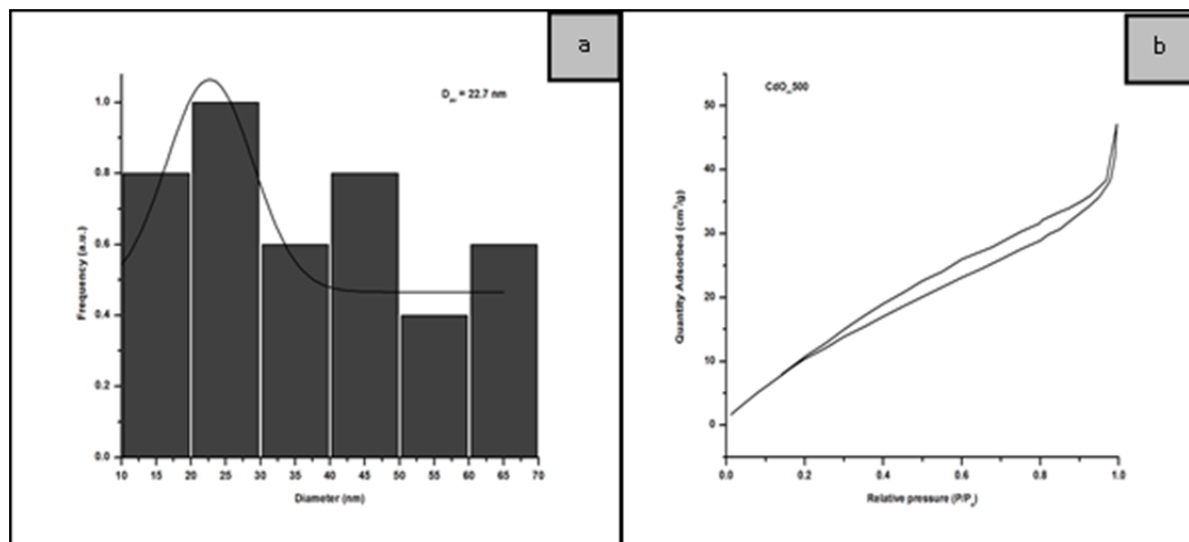 a
D_av = 22.7 nm
Frequency (a.u.)
1.0
0.8
0.6
0.4
0.2
0.0
10 15 20 25 30 35 40 45 50 55 60 65 70
Diameter (nm)
b
CdO_500
Quantity Adsorbed (cm³/g)
50
40
30
20
10
0
0.0 0.2 0.4 0.6 0.8 1.0
Relative pressure (P/P₀)